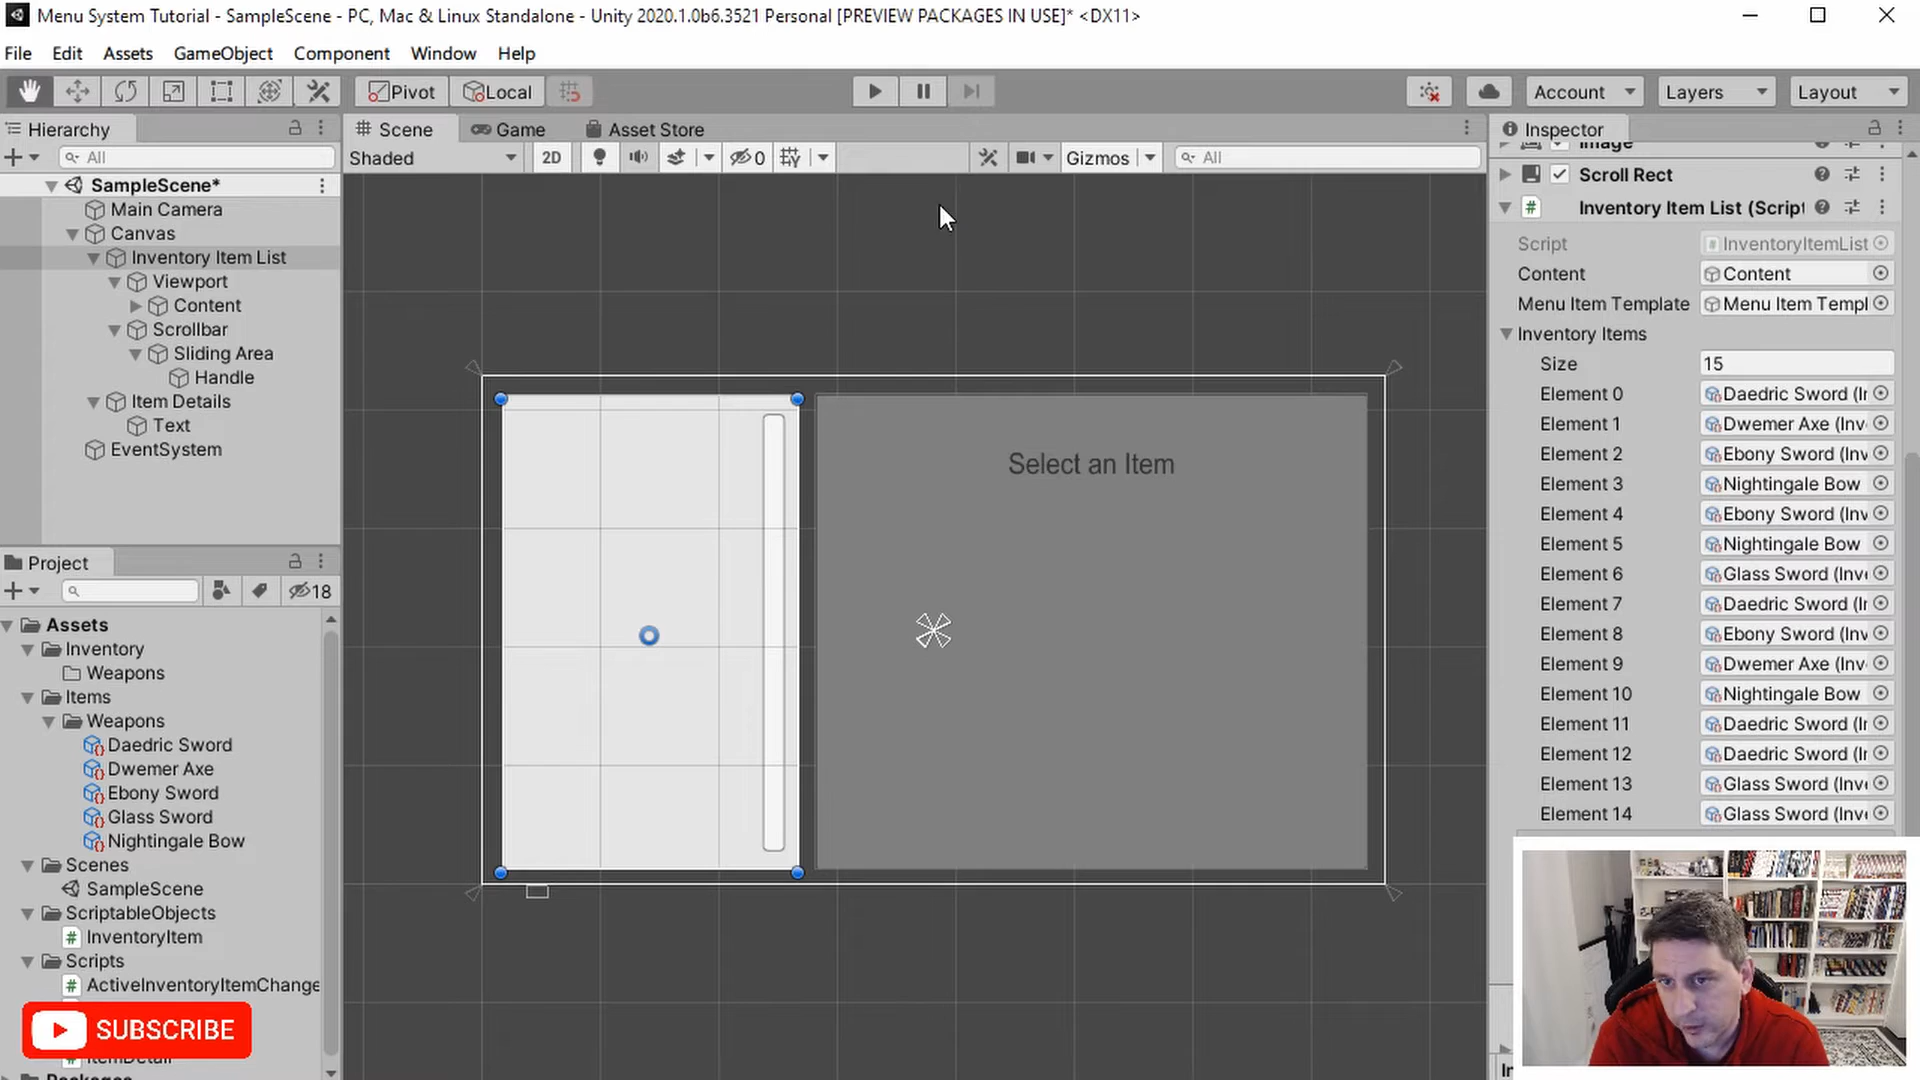 Menu System Tutorial - SampleScene - PC, Mac & Linux Standalone - Unity 2020.1.0b6.3521 Personal [PREVIEW PACKAGES IN USE]* <DX11>
File Edit Assets GameObject Component Window Help
Pivot Local Account Layers Layout
Hierarchy
All
SampleScene*
Main Camera
Canvas
Inventory Item List
Viewport
Content
Scrollbar
Sliding Area
Handle
Item Details
Text
EventSystem
Project
18
Assets
Inventory
Weapons
Items
Weapons
Daedric Sword
Dwemer Axe
Ebony Sword
Glass Sword
Nightingale Bow
Scenes
SampleScene
ScriptableObjects
InventoryItem
Scripts
ActiveInventoryItemChange
SUBSCRIBE
ItemDetail
Packages
Scene Game Asset Store
Shaded 2D 0 Gizmos All
Select an Item
Inspector
Image
Scroll Rect
Inventory Item List (Script
Script InventoryItemList
Content Content
Menu Item Template Menu Item Templ
Inventory Items
Size 15
Element 0 Daedric Sword (Ir
Element 1 Dwemer Axe (Inv
Element 2 Ebony Sword (Inv
Element 3 Nightingale Bow
Element 4 Ebony Sword (Inv
Element 5 Nightingale Bow
Element 6 Glass Sword (Inv
Element 7 Daedric Sword (Ir
Element 8 Ebony Sword (Inv
Element 9 Dwemer Axe (Inv
Element 10 Nightingale Bow
Element 11 Daedric Sword (Ir
Element 12 Daedric Sword (Ir
Element 13 Glass Sword (Inv
Element 14 Glass Sword (Inv